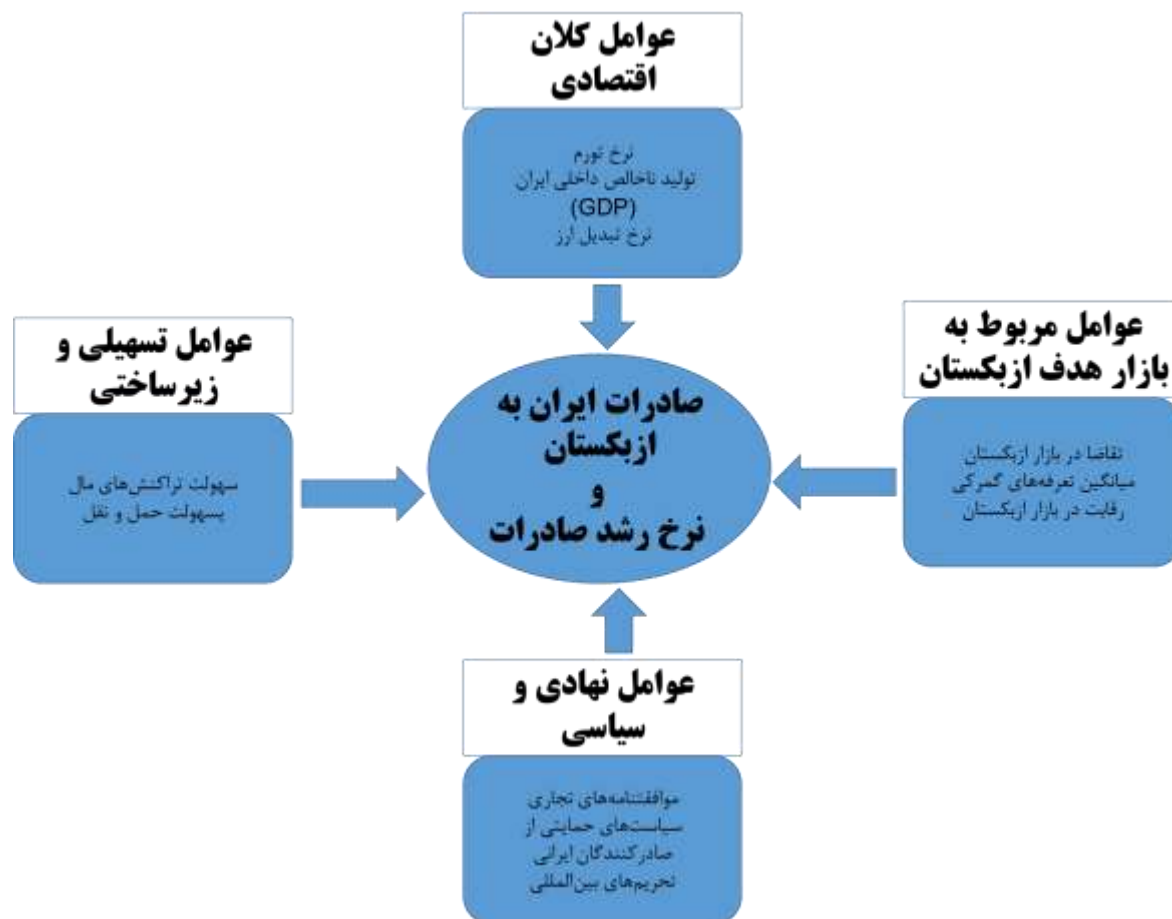 عوامل کلان
اقتصادی
نرخ تورم
تولید ناخالص داخلی ایران
(GDP)
نرخ تبدیل ارز
عوامل مربوط به
بازار هدف ازبکستان
تقاضا در بازار ازبکستان
میانگین تعرفه‌های گمرکی
رقابت در بازار ازبکستان
صادرات ایران به
ازبکستان
و
نرخ رشد صادرات
عوامل تسهیلی و
زیرساختی
سهولت تراکنش‌های مال
یسهولت حمل و نقل
عوامل نهادی و
سیاسی
موافقتنامه‌های تجاری
سیاست‌های حمایتی از
صادرکنندگان ایرانی
تحریم‌های بین‌المللی